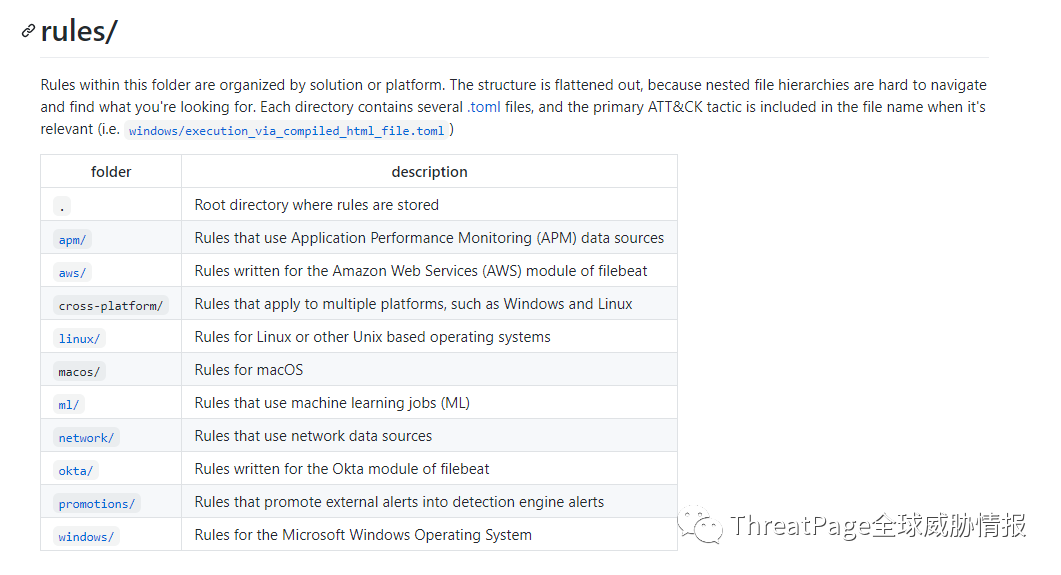 rules/
Rules within this folder are organized by solution or platform. The structure is flattened out, because nested file hierarchies are hard to navigate
and find what you're looking for. Each directory contains several .toml files, and the primary ATT&CK tactic is included in the file name when it's
relevant (i.e. windows/execution_via_compiled_html_file.toml )
folder description
. Root directory where rules are stored
apm/ Rules that use Application Performance Monitoring (APM) data sources
aws/ Rules written for the Amazon Web Services (AWS) module of filebeat
cross-platform/ Rules that apply to multiple platforms, such as Windows and Linux
linux/ Rules for Linux or other Unix based operating systems
macos/ Rules for macOS
ml/ Rules that use machine learning jobs (ML)
network/ Rules that use network data sources
okta/ Rules written for the Okta module of filebeat
promotions/ Rules that promote external alerts into detection engine alerts
windows/ Rules for the Microsoft Windows Operating System
ThreatPage全球威胁情报